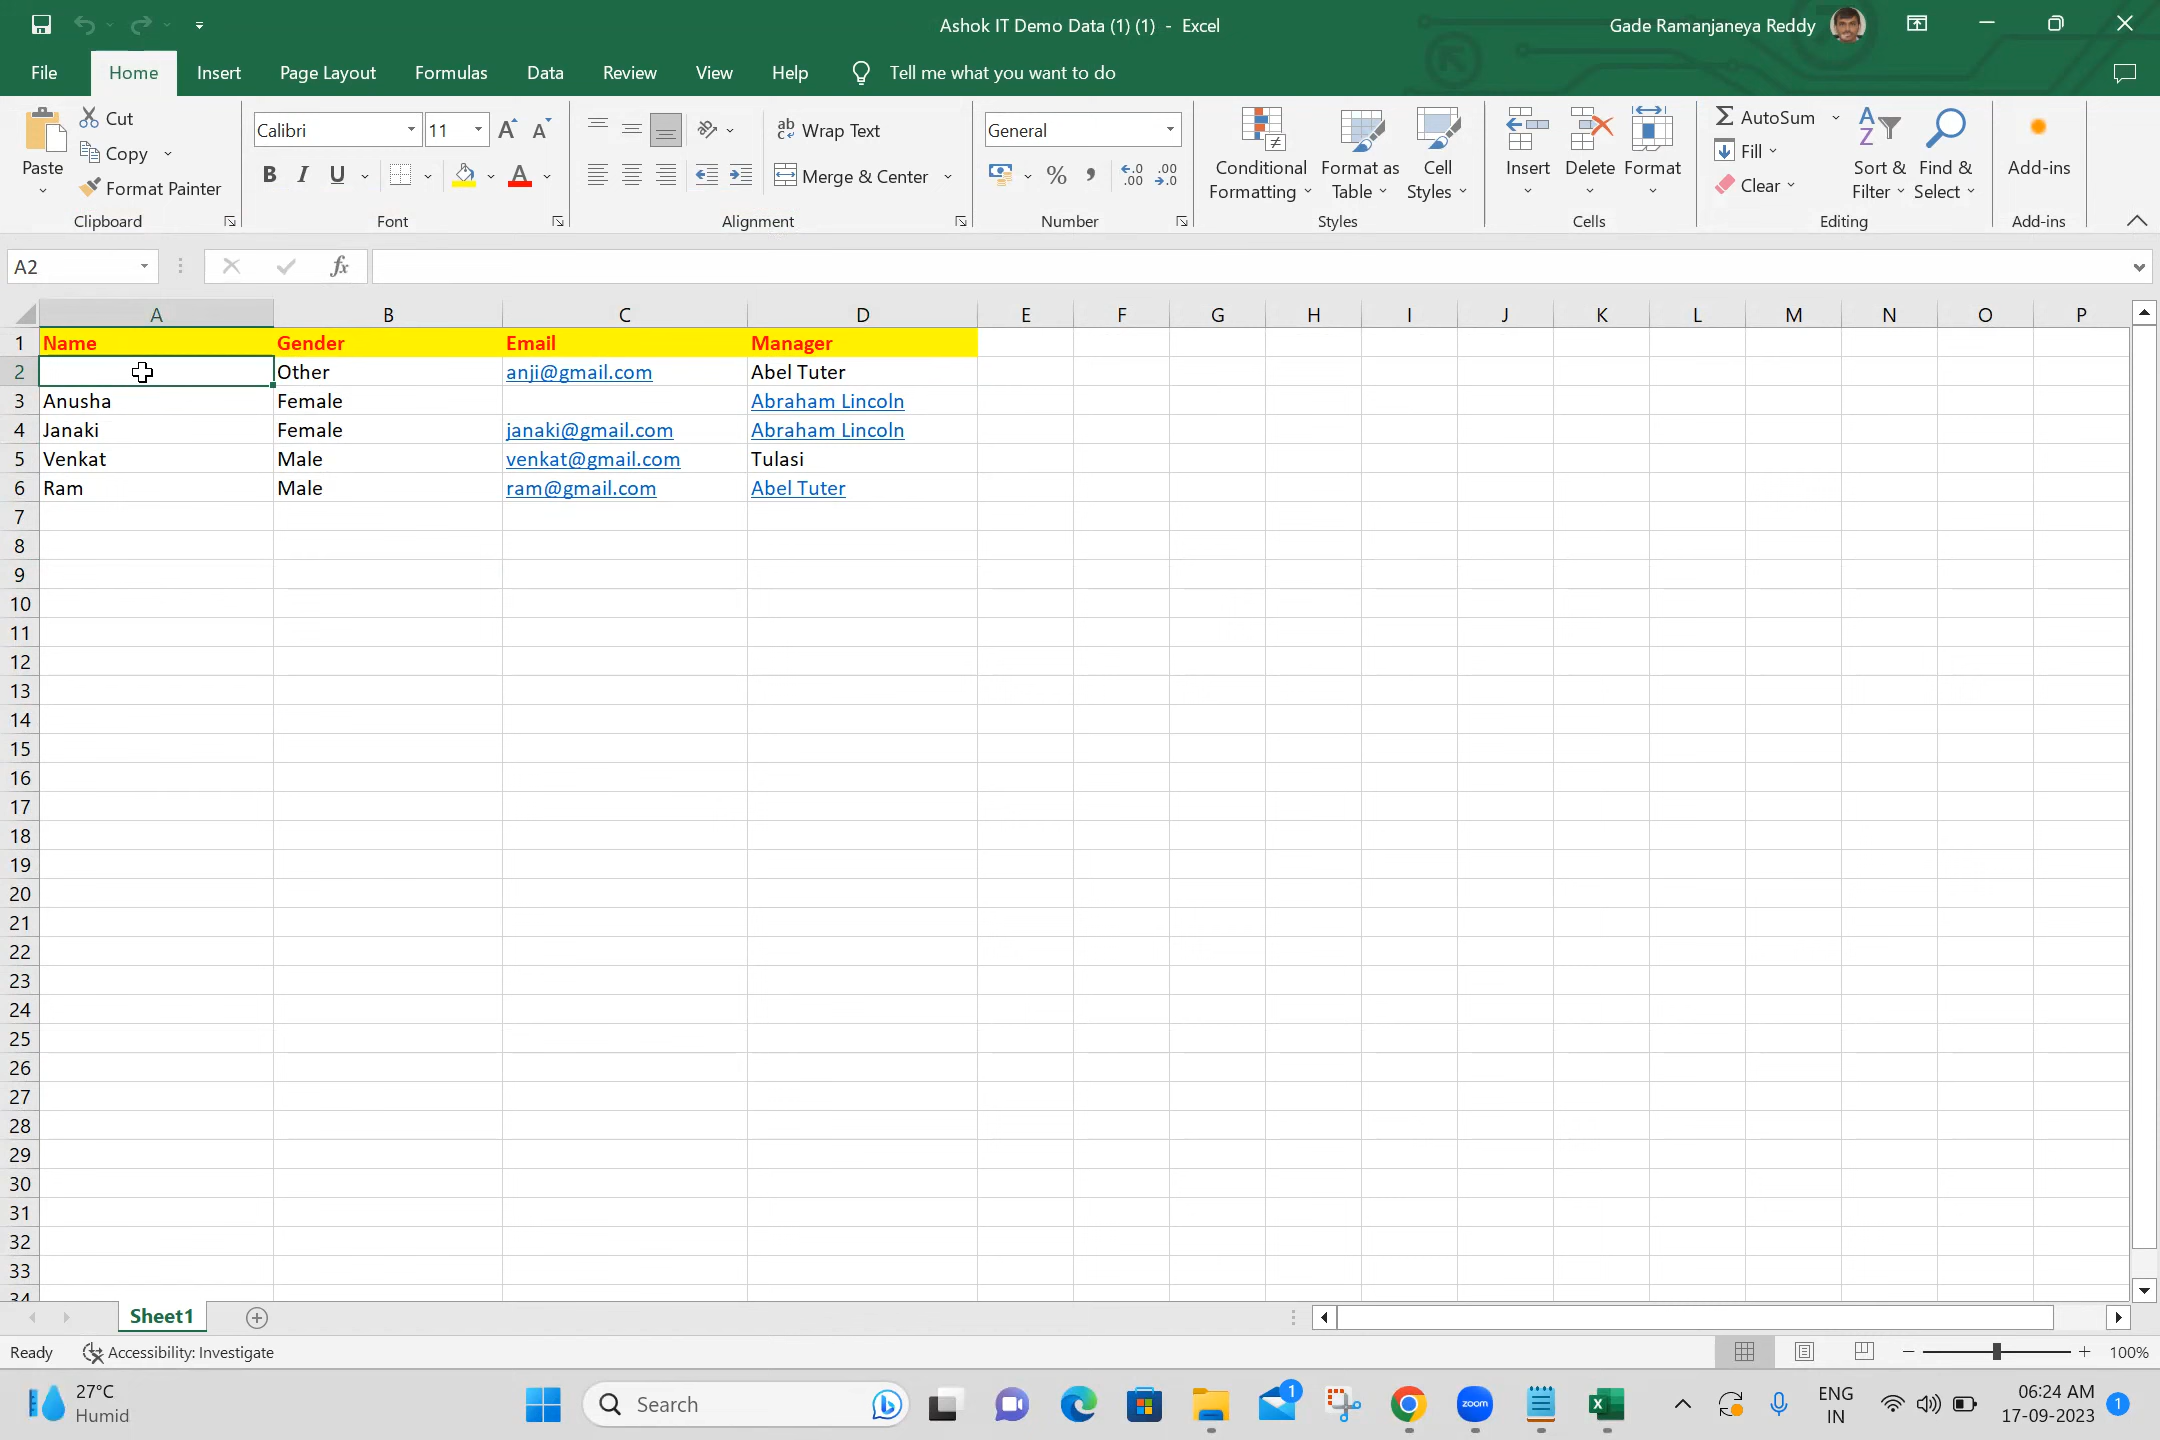 Ashok IT Demo Data (1) (1) - Excel
Gade Ramanjaneya Reddy
File Home Insert Page Layout Formulas Data Review View Help Tell me what you want to do
Paste
Cut
Copy
Format Painter
Clipboard
Calibri 11
B I U A
Font
Wrap Text
Merge & Center
Alignment
General
% , .00 .0
Number
Conditional Formatting
Format as Table
Cell Styles
Styles
Insert Delete Format
Cells
AutoSum
Fill
Clear
Sort & Filter
Find & Select
Editing
Add-ins
Add-ins
A2 fx
A B C D E F G H I J K L M N O P
1 Name Gender Email Manager
2 Other anji@gmail.com Abel Tuter
3 Anusha Female Abraham Lincoln
4 Janaki Female janaki@gmail.com Abraham Lincoln
5 Venkat Male venkat@gmail.com Tulasi
6 Ram Male ram@gmail.com Abel Tuter
7
8
9
10
11
12
13
14
15
16
17
18
19
20
21
22
23
24
25
26
27
28
29
30
31
32
33
34
Sheet1
Ready Accessibility: Investigate 100%
27°C
Humid
Search
1
zoom
ENG
IN
06:24 AM
17-09-2023
1